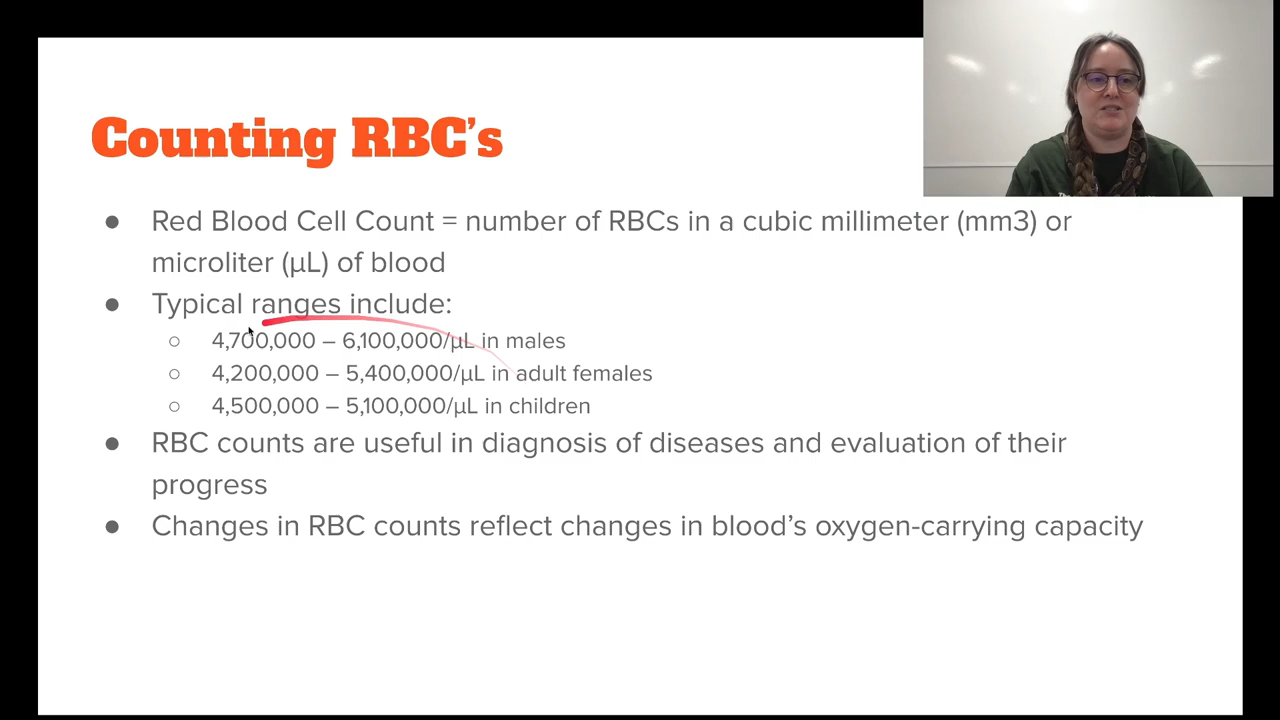 Counting RBC's
● Red Blood Cell Count = number of RBCs in a cubic millimeter (mm3) or
microliter (µL) of blood
● Typical ranges include:
○ 4,700,000 – 6,100,000/µL in males
○ 4,200,000 – 5,400,000/µL in adult females
○ 4,500,000 – 5,100,000/µL in children
● RBC counts are useful in diagnosis of diseases and evaluation of their
progress
● Changes in RBC counts reflect changes in blood's oxygen-carrying capacity